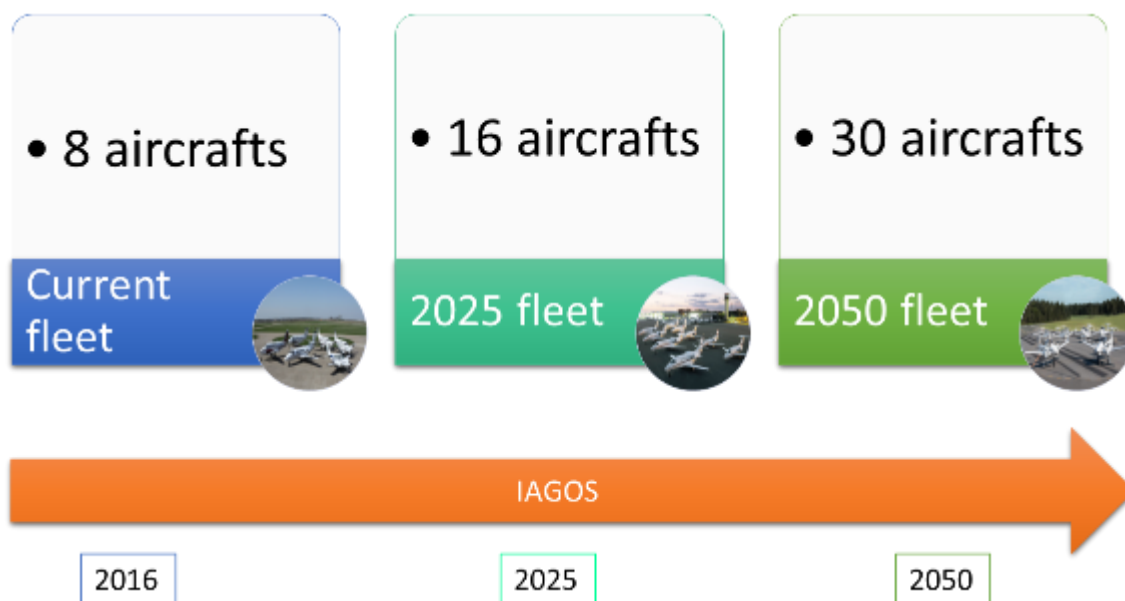 • 8 aircrafts
Current
fleet
• 16 aircrafts
2025 fleet
• 30 aircrafts
2050 fleet
IAGOS
2016
2025
2050